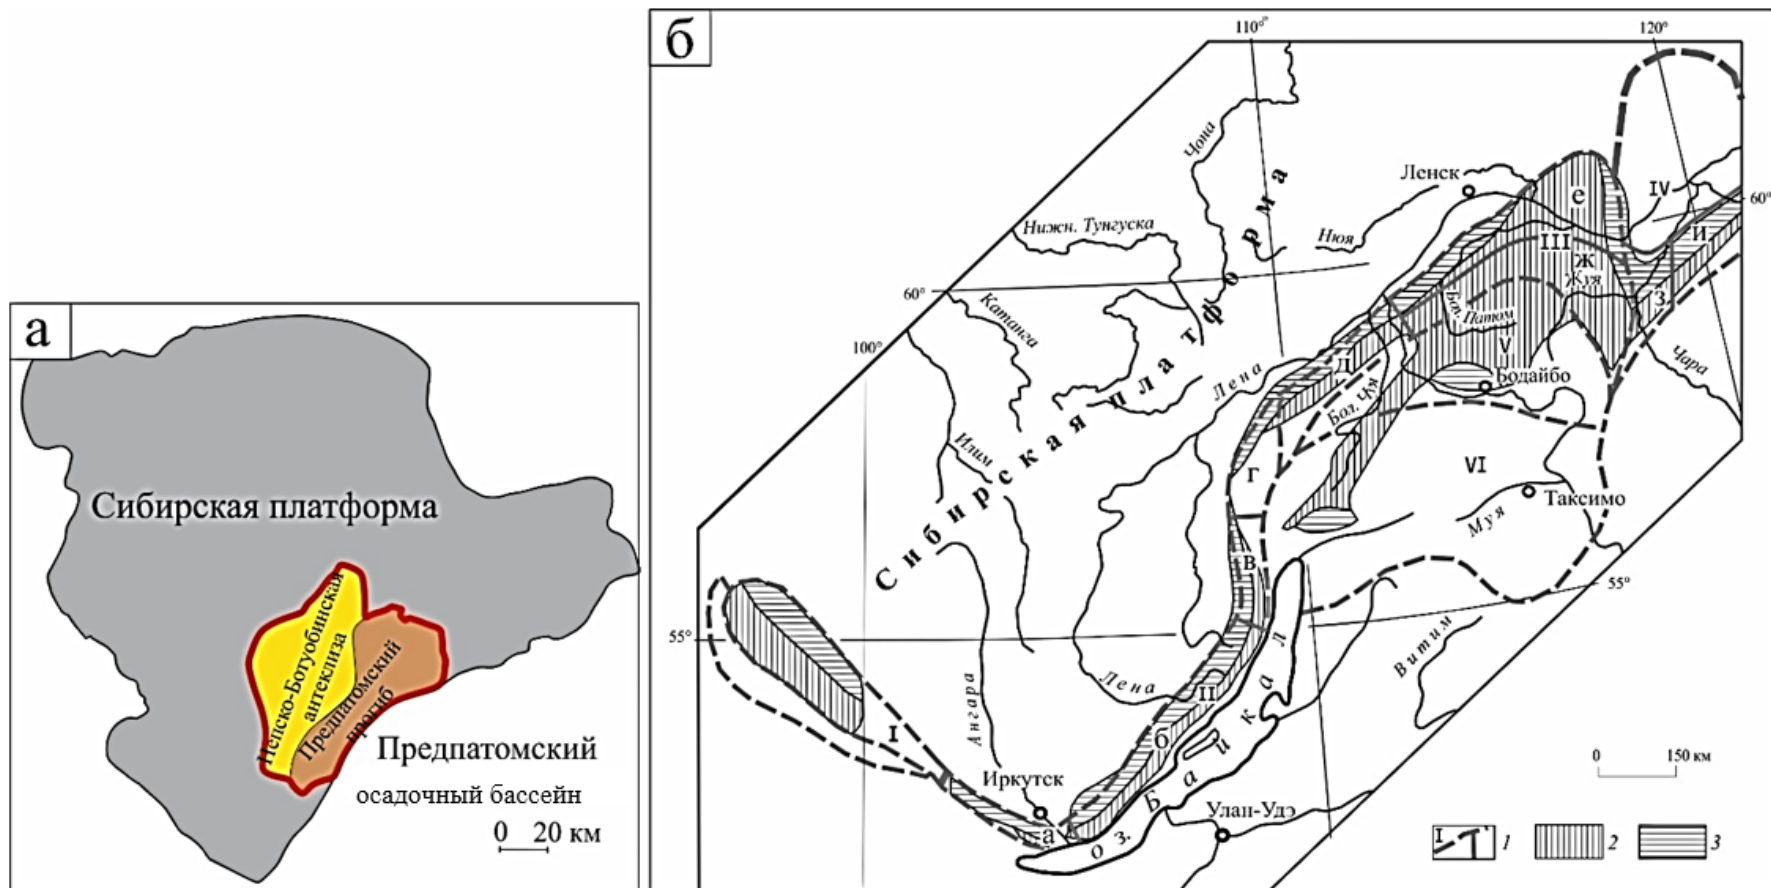 а
Сибирская платформа
Непско-Ботуобинская
антеклиза
Предпатомский
прогиб
Предпатомский
осадочный бассейн
0 20 км
б
110°
120°
Чона
Ленск
IV
60°
е
Нюя
Нижн. Тунгуска
III
и
ж
Жуя
з
60°
Катанга
Бол. Патом
V
100°
Чара
Лена
д
Бодайбо
Бол. Чуя
Илим
Сибирская платформа
г
VI
Таксимо
Муя
в
55°
55°
Витим
Лена
II
Ангара
I
б
Иркутск
а
оз. Байкал
Улан-Удэ
0 150 км
I 1 2 3